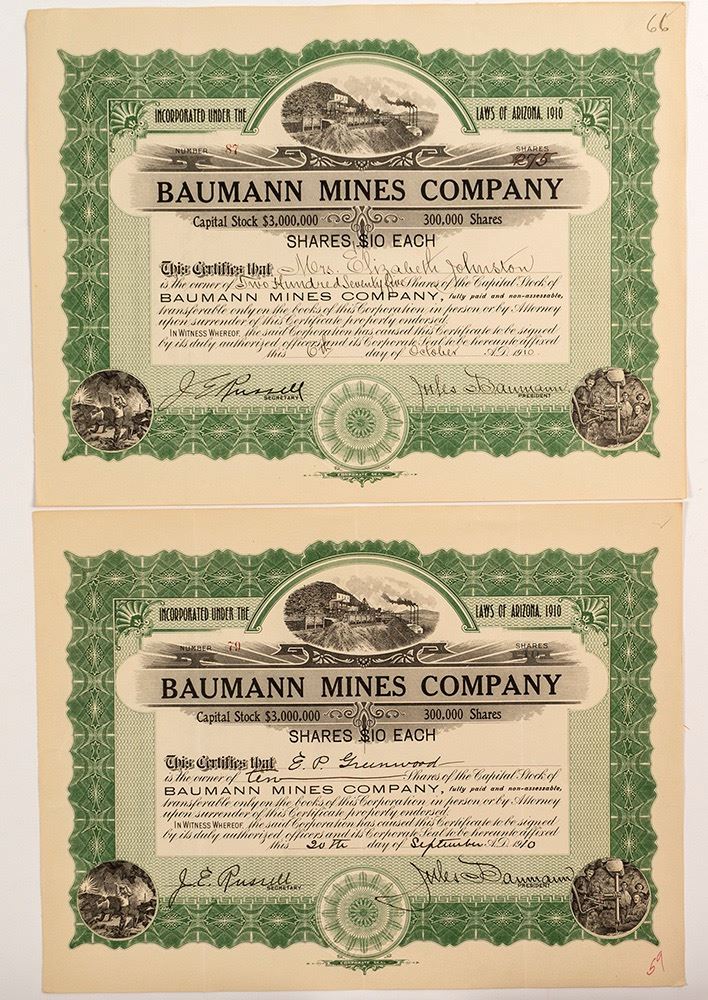 66
INCORPORATED UNDER THE LAWS OF ARIZONA, 1910
NUMBER 87 SHARES 275
BAUMANN MINES COMPANY
Capital Stock $3,000,000 300,000 Shares
SHARES $10 EACH
This Certifies that Mrs. Elizabeth Johnston
is the owner of Two Hundred Seventy five Shares of the Capital Stock of
BAUMANN MINES COMPANY, fully paid and non-assessable,
transferable only on the books of this Corporation in person or by Attorney
upon surrender of this Certificate properly endorsed.
IN WITNESS WHEREOF, the said Corporation has caused this Certificate to be signed
by its duly authorized officers and its Corporate Seal to be hereunto affixed
this 6th day of October A.D. 1910.
J. E. Russell Jules Baumann
SECRETARY PRESIDENT
CORPORATE SEAL
INCORPORATED UNDER THE LAWS OF ARIZONA, 1910
NUMBER 79 SHARES
BAUMANN MINES COMPANY
Capital Stock $3,000,000 300,000 Shares
SHARES $10 EACH
This Certifies that E. P. Greenwood
is the owner of Ten Shares of the Capital Stock of
BAUMANN MINES COMPANY, fully paid and non-assessable,
transferable only on the books of this Corporation in person or by Attorney
upon surrender of this Certificate properly endorsed.
IN WITNESS WHEREOF, the said Corporation has caused this Certificate to be signed
by its duly authorized officers and its Corporate Seal to be hereunto affixed
this 20th day of September A.D. 1910
J. E. Russell Jules Baumann
SECRETARY PRESIDENT
CORPORATE SEAL
59